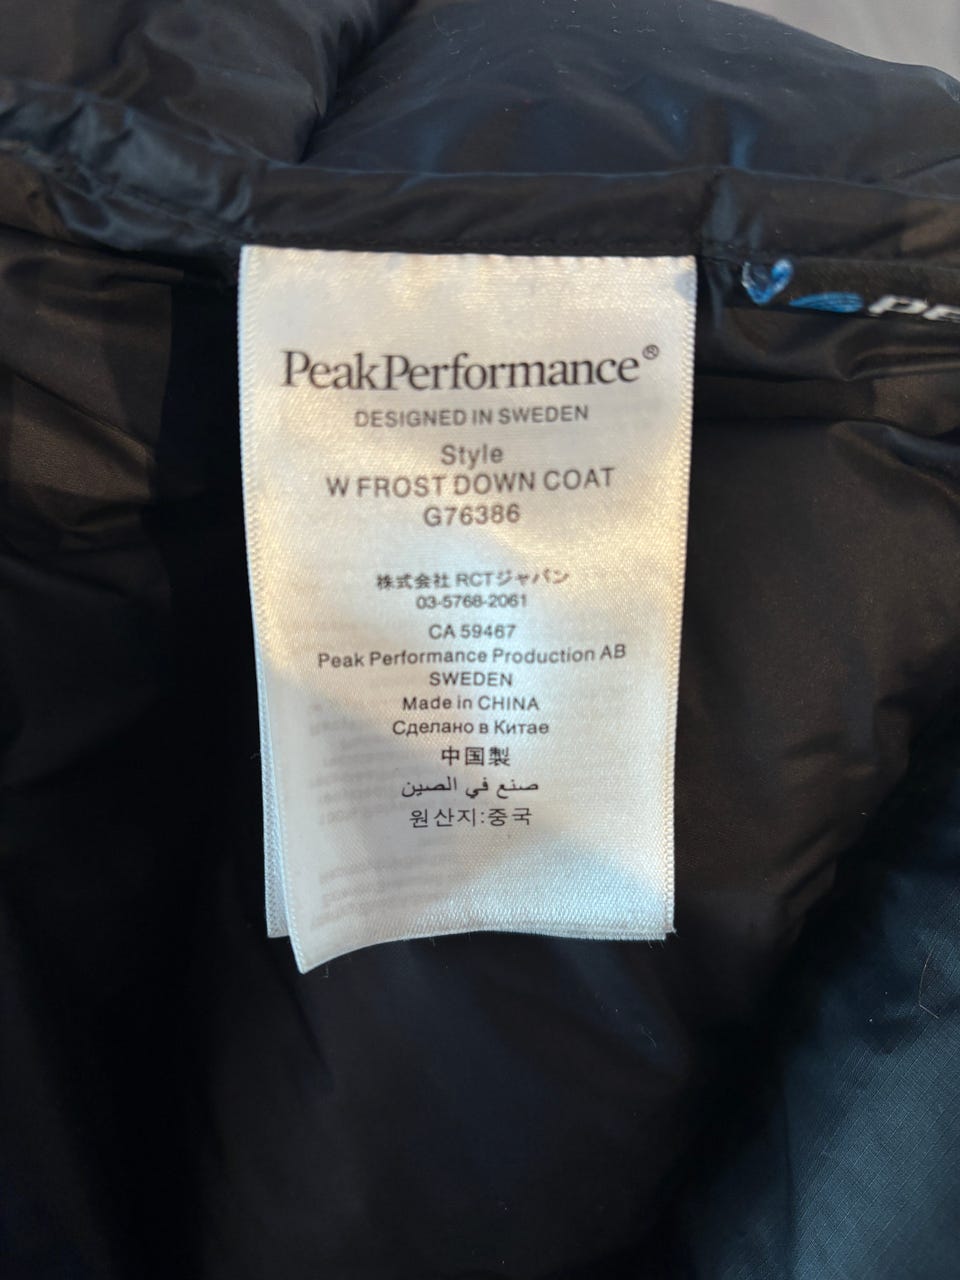 PeakPerformance®
DESIGNED IN SWEDEN
Style
W FROST DOWN COAT
G76386
株式会社 RCTジャパン
03-5768-2061
CA 59467
Peak Performance Production AB
SWEDEN
Made in CHINA
Сделано в Китае
中国製
صنع في الصين
원산지:중국